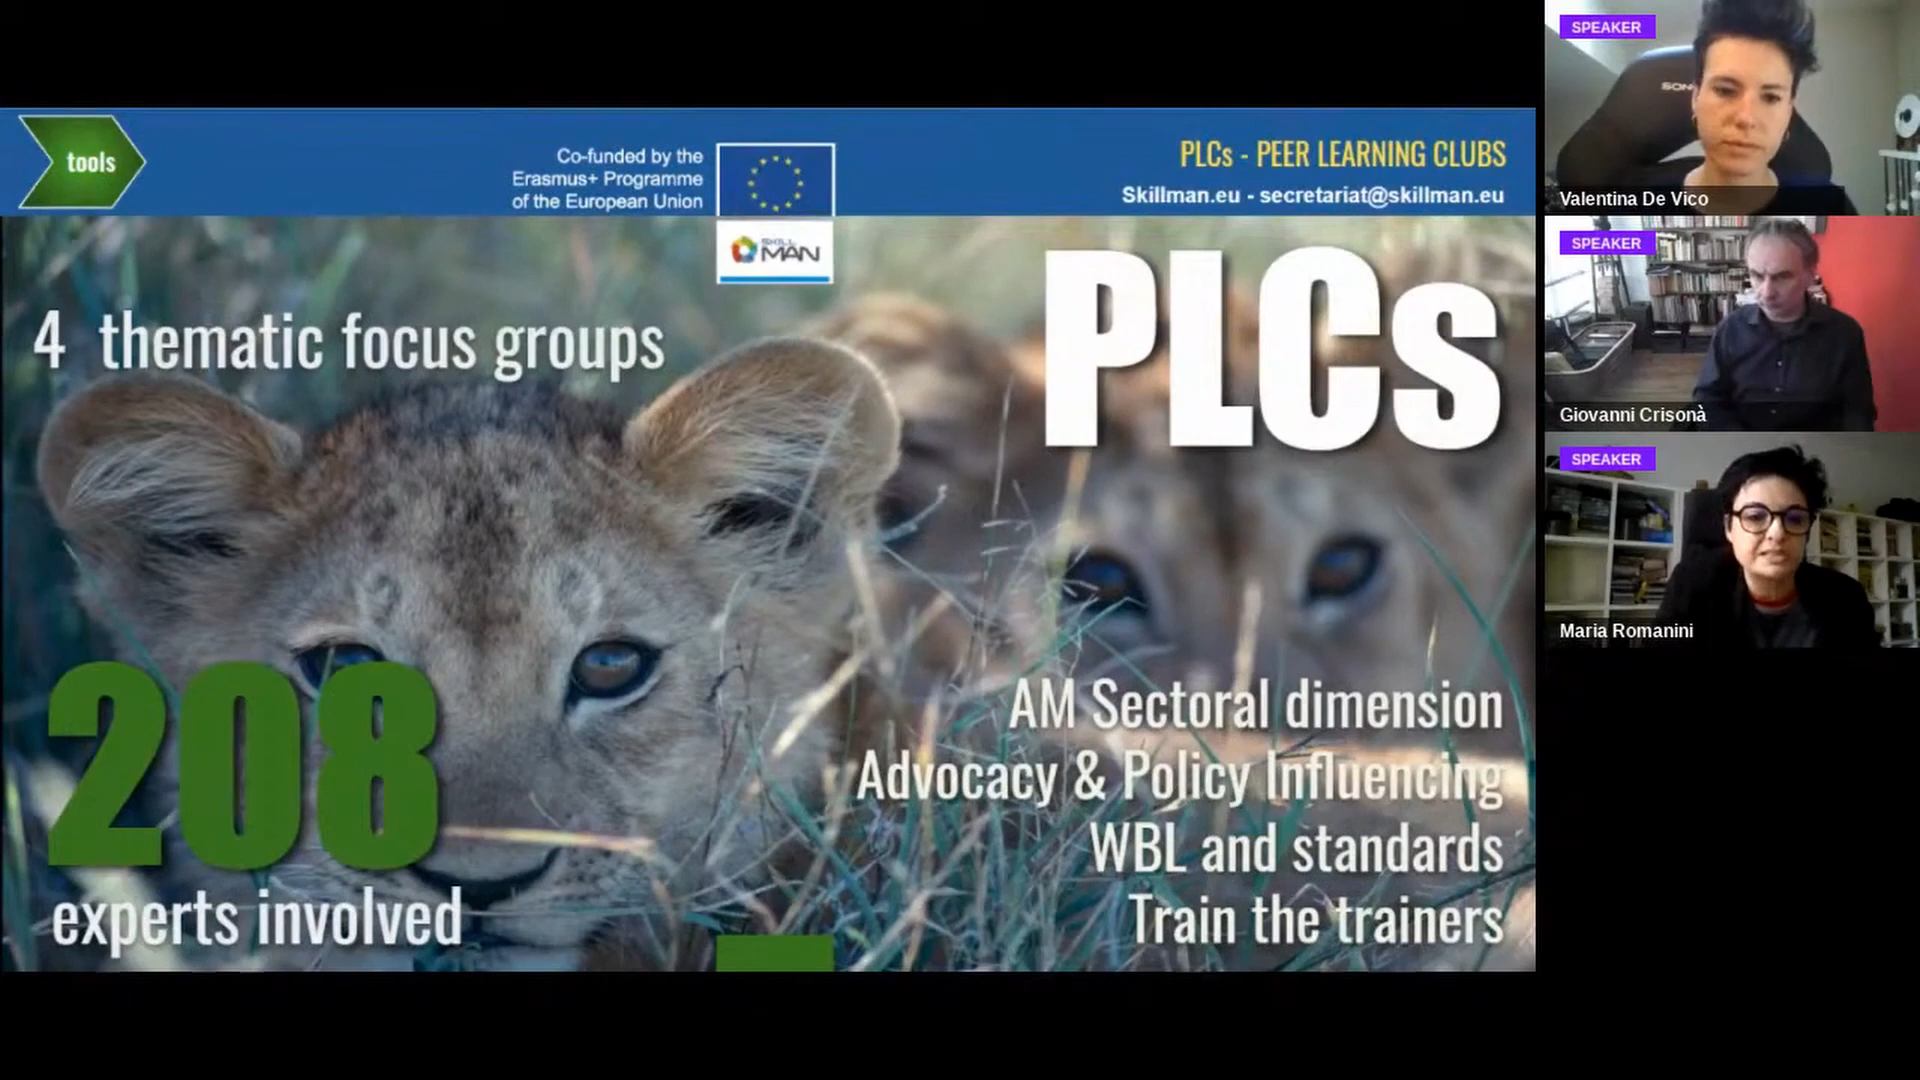 tools
Co-funded by the
Erasmus+ Programme
of the European Union
PLCs - PEER LEARNING CLUBS
Skillman.eu - secretariat@skillman.eu
SKILL
MAN
PLCs
4 thematic focus groups
208
experts involved
AM Sectoral dimension
Advocacy & Policy Influencing
WBL and standards
Train the trainers
SPEAKER
Valentina De Vico
SPEAKER
Giovanni Crisonà
SPEAKER
Maria Romanini